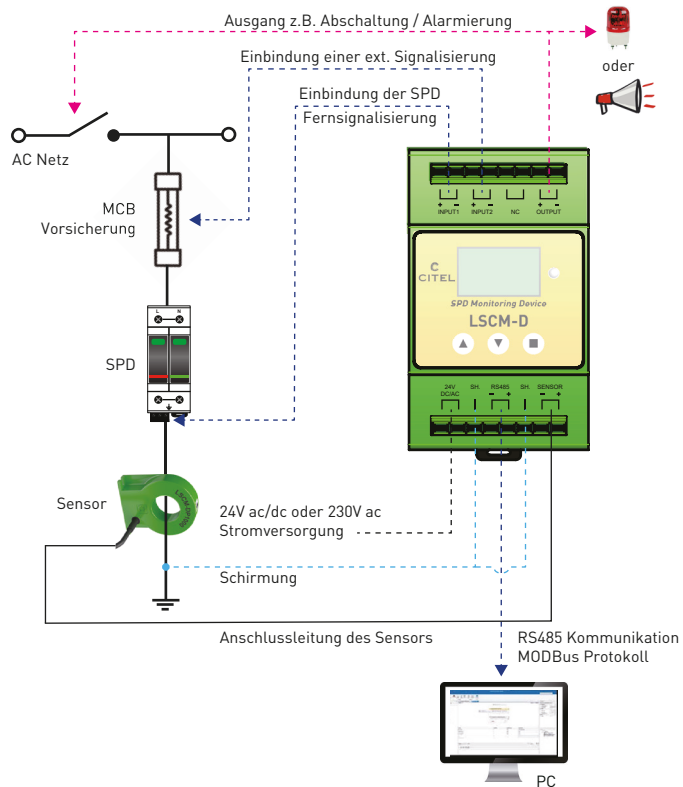 Ausgang z.B. Abschaltung / Alarmierung
oder
Einbindung einer ext. Signalisierung
Einbindung der SPD
Fernsignalisierung
AC Netz
MCB
Vorsicherung
+ − + − + −
INPUT1 INPUT2 NC OUTPUT
C
CITEL
SPD Monitoring Device
LSCM-D
L N
SPD
24V SH. RS485 SH. SENSOR
DC/AC − + − +
Sensor
24V ac/dc oder 230V ac
Stromversorgung
Schirmung
Anschlussleitung des Sensors
RS485 Kommunikation
MODBus Protokoll
PC